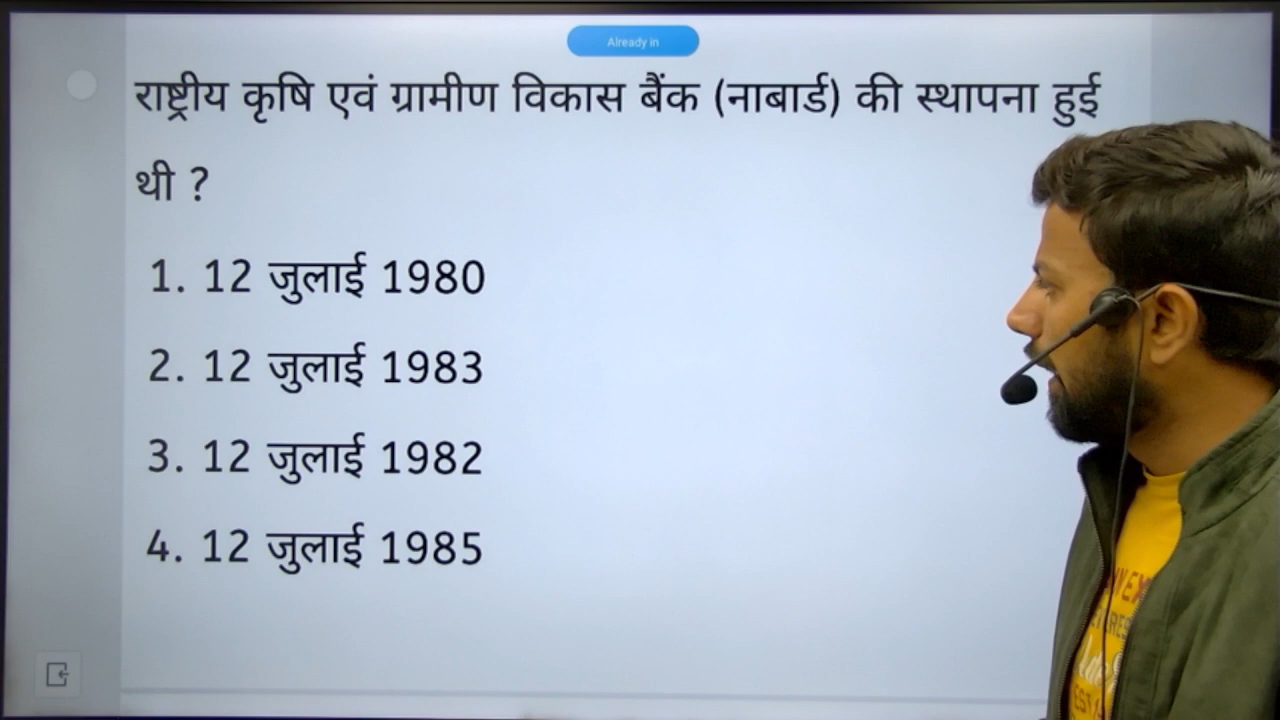 Already in
राष्ट्रीय कृषि एवं ग्रामीण विकास बैंक (नाबार्ड) की स्थापना हुई
थी ?
1. 12 जुलाई 1980
2. 12 जुलाई 1983
3. 12 जुलाई 1982
4. 12 जुलाई 1985